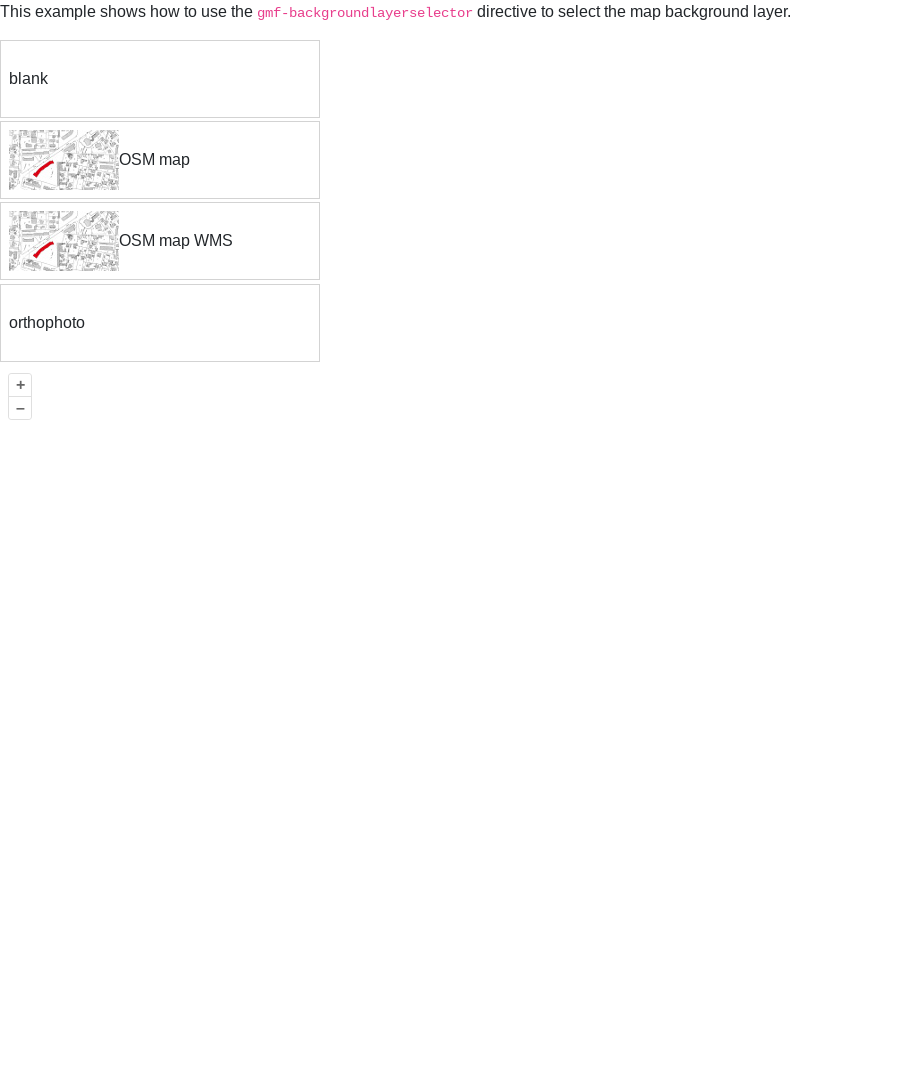 This example shows how to use the gmf-backgroundlayerselector directive to select the map background layer.
blank
OSM map
OSM map WMS
orthophoto
+
–